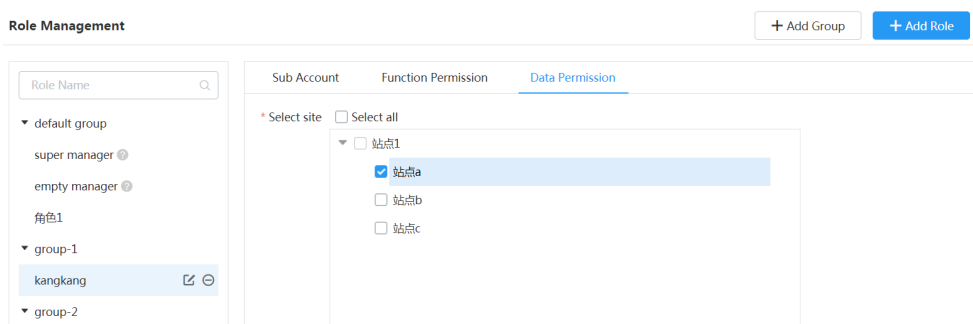 Role Management
+ Add Group
+ Add Role
Role Name
default group
super manager
empty manager
角色1
group-1
kangkang
group-2
Sub Account
Function Permission
Data Permission
* Select site
Select all
站点1
站点a
站点b
站点c